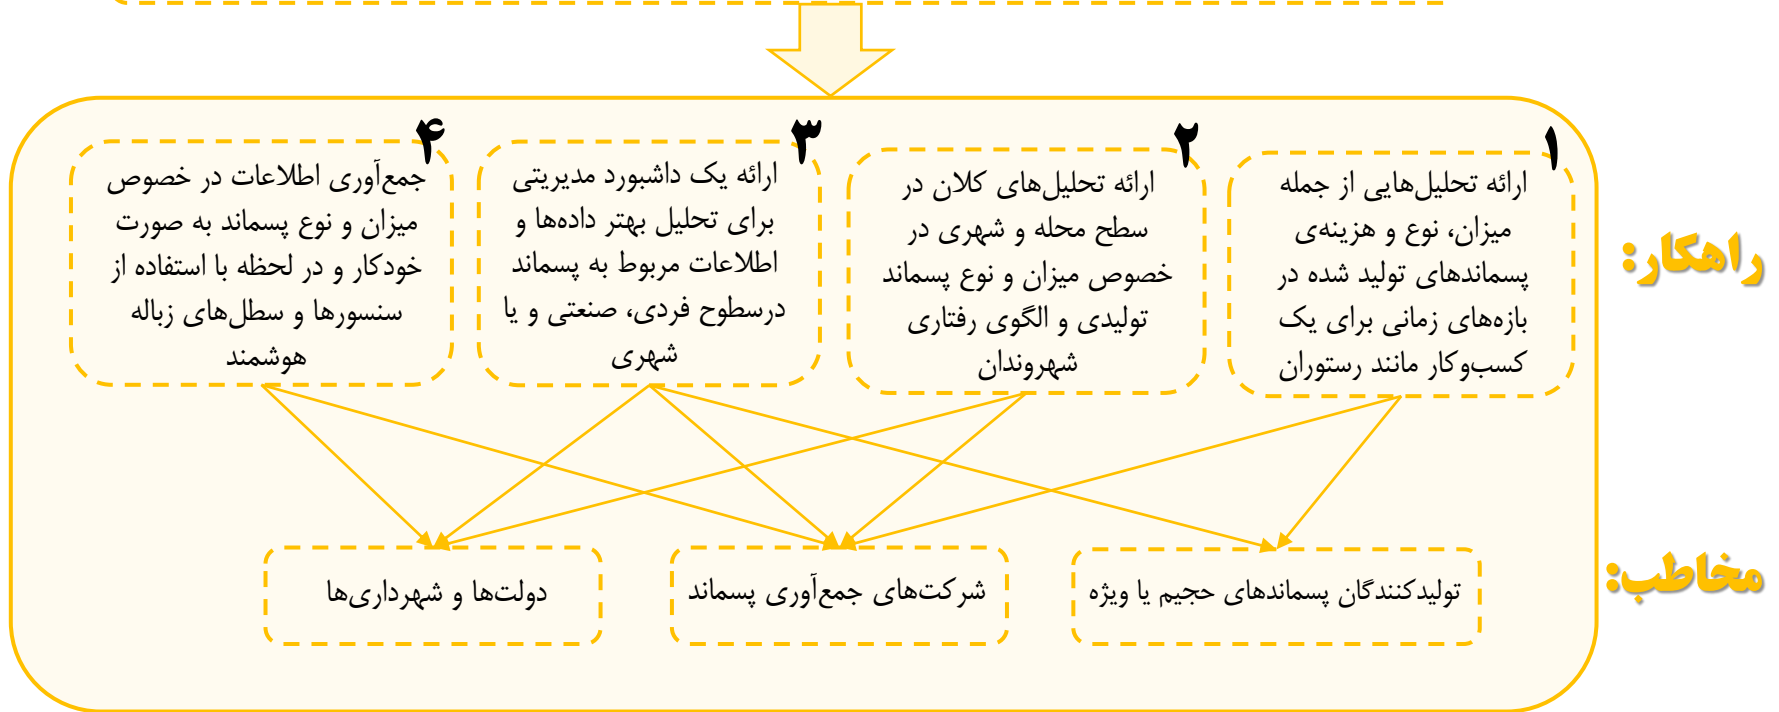 راهکار:
۱
ارائه تحلیل‌هایی از جمله
میزان، نوع و هزینه‌ی
پسماندهای تولید شده در
بازه‌های زمانی برای یک
کسب‌وکار مانند رستوران
۲
ارائه تحلیل‌های کلان در
سطح محله و شهری در
خصوص میزان و نوع پسماند
تولیدی و الگوی رفتاری
شهروندان
۳
ارائه یک داشبورد مدیریتی
برای تحلیل بهتر داده‌ها و
اطلاعات مربوط به پسماند
درسطوح فردی، صنعتی و یا
شهری
۴
جمع‌آوری اطلاعات در خصوص
میزان و نوع پسماند به صورت
خودکار و در لحظه با استفاده از
سنسورها و سطل‌های زباله
هوشمند
مخاطب:
تولیدکنندگان پسماندهای حجیم یا ویژه
شرکت‌های جمع‌آوری پسماند
دولت‌ها و شهرداری‌ها